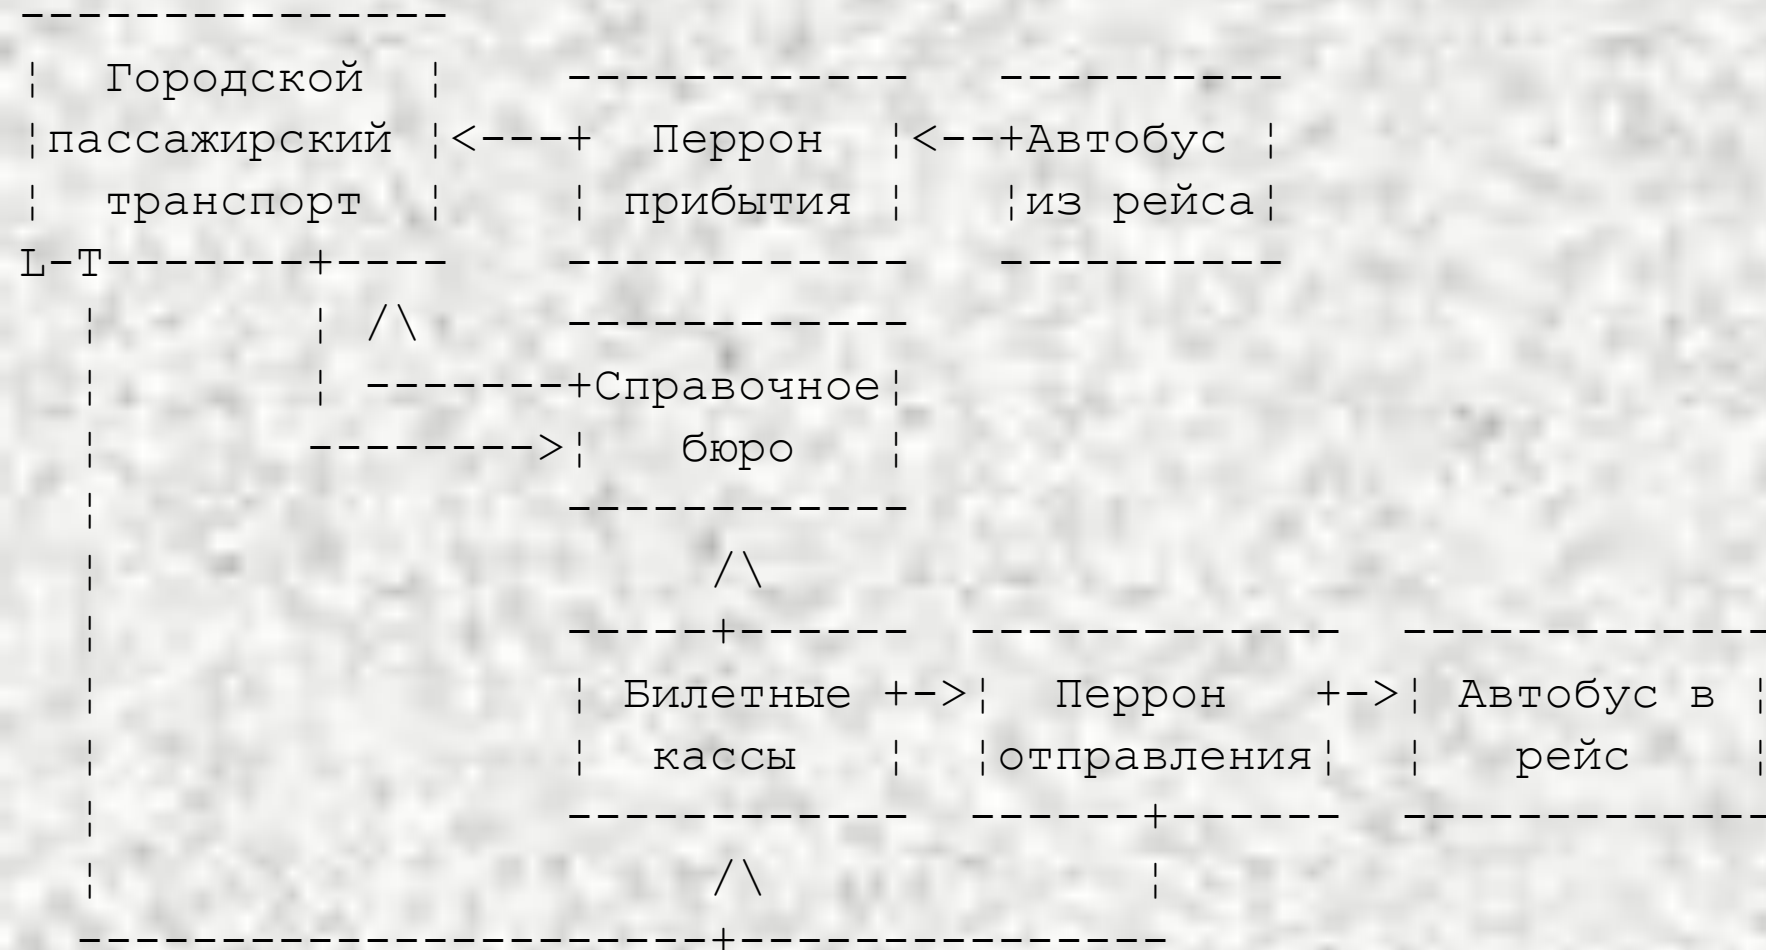 ---------------
¦  Городской  ¦    ------------   ----------
¦пассажирский ¦<---+  Перрон  ¦<--+Автобус ¦
¦  транспорт  ¦    ¦ прибытия ¦   ¦из рейса¦
L-T-------+----    ------------   ----------
  ¦       ¦ /\     ------------
  ¦       ¦ -------+Справочное¦
  ¦       -------->¦   бюро   ¦
  ¦                ------------
  ¦                     /\
  ¦                -----+------  -------------  -------------
  ¦                ¦ Билетные +->¦  Перрон   +->¦ Автобус в ¦
  ¦                ¦  кассы   ¦  ¦отправления¦  ¦   рейс    ¦
  ¦                ------------  ------+------  -------------
  ¦                     /\             ¦
  ----------------------+---------------